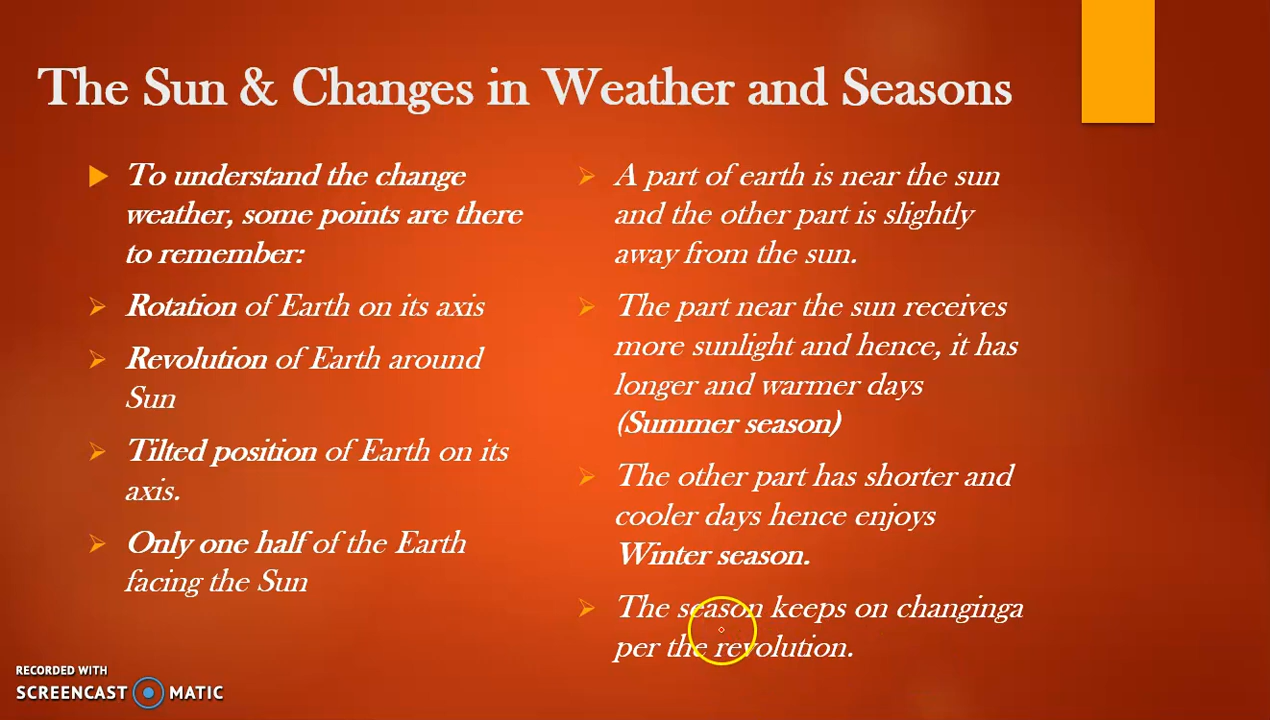 The Sun & Changes in Weather and Seasons
To understand the change
weather, some points are there
to remember:
Rotation of Earth on its axis
Revolution of Earth around
Sun
Tilted position of Earth on its
axis.
Only one half of the Earth
facing the Sun
A part of earth is near the sun
and the other part is slightly
away from the sun.
The part near the sun receives
more sunlight and hence, it has
longer and warmer days
(Summer season)
The other part has shorter and
cooler days hence enjoys
Winter season.
The season keeps on changinga
per the revolution.
RECORDED WITH
SCREENCAST MATIC